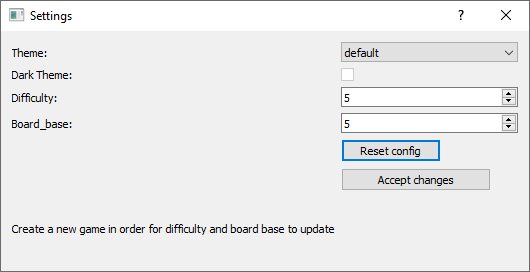 Settings
?
Theme:
default
Dark Theme:
Difficulty:
5
Board_base:
5
Reset config
Accept changes
Create a new game in order for difficulty and board base to update